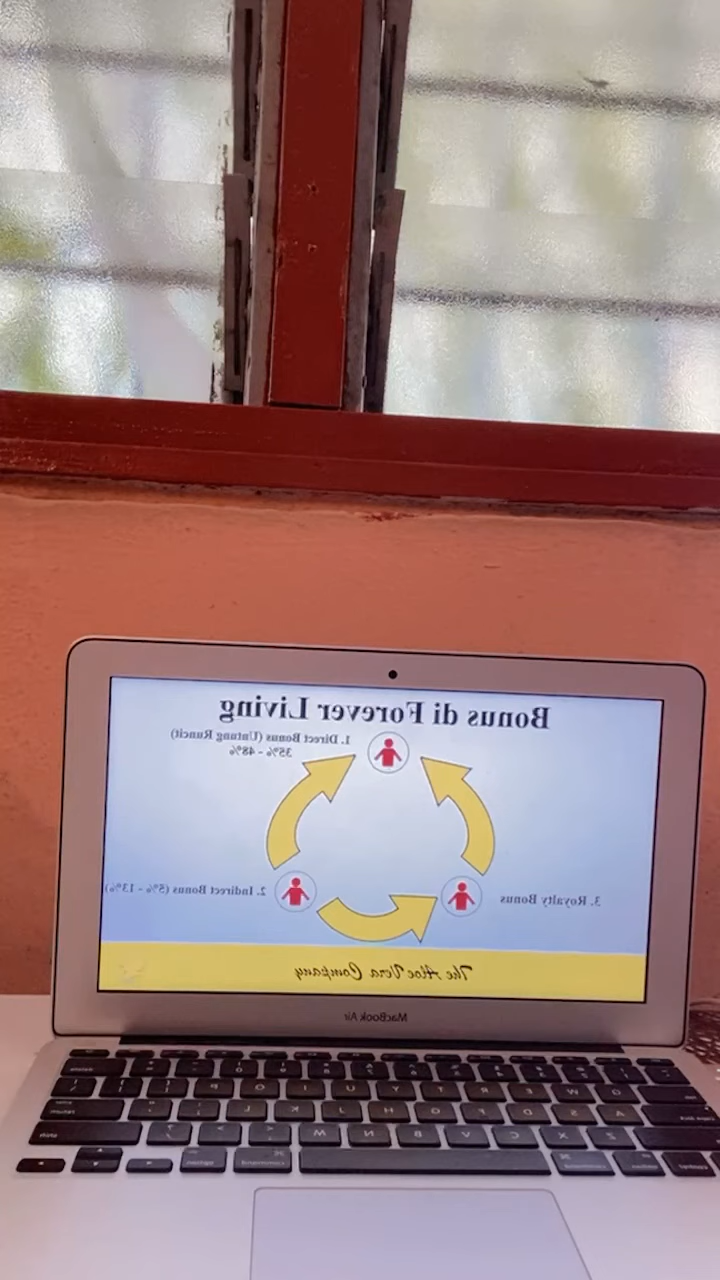 Bonus di Forever Living
1. Direct Bonus (Untung Runcit)
35% - 48%
2. Indirect Bonus (5% - 13%)
3. Royalty Bonus
The Aloe Vera Company
MacBook Air